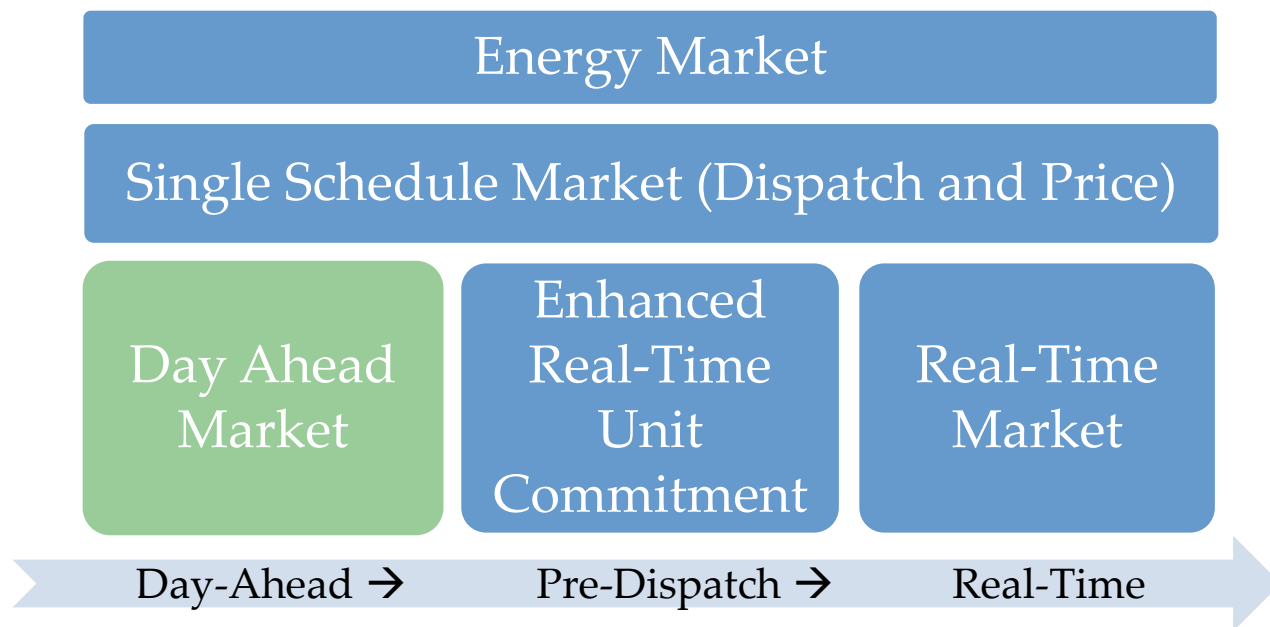 Energy Market
Single Schedule Market (Dispatch and Price)
Day Ahead
Market
Enhanced
Real-Time
Unit
Commitment
Real-Time
Market
Day-Ahead →
Pre-Dispatch →
Real-Time